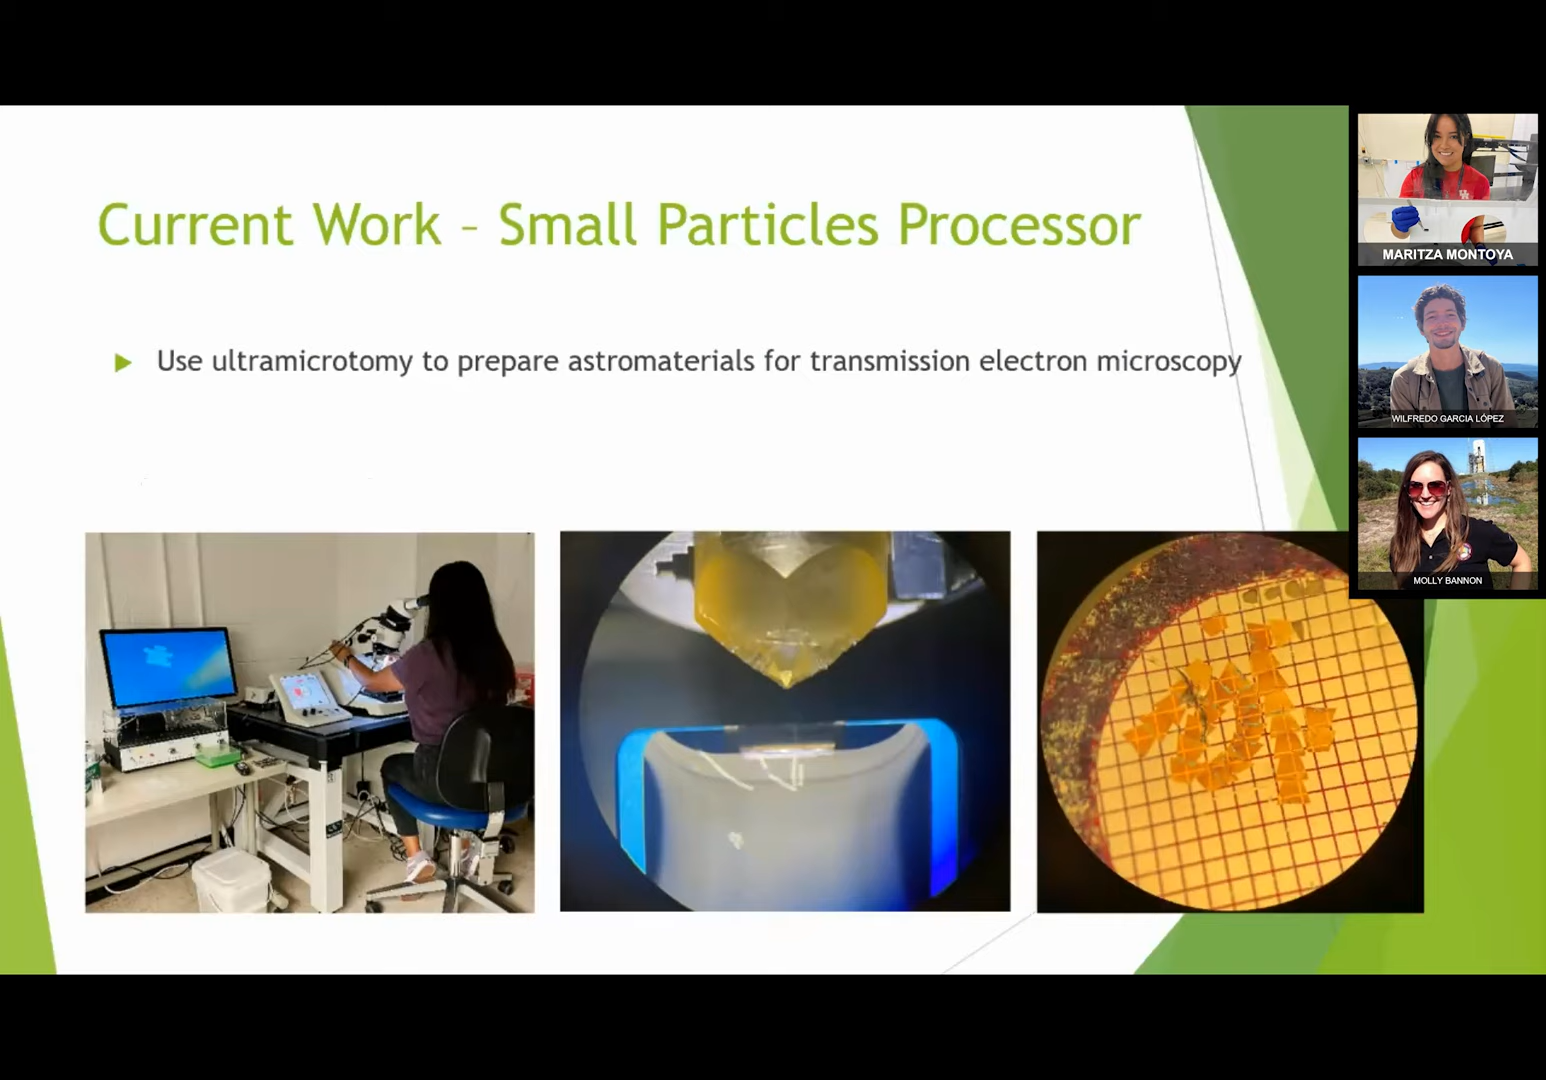 Current Work – Small Particles Processor
Use ultramicrotomy to prepare astromaterials for transmission electron microscopy
MARITZA MONTOYA
WILFREDO GARCIA LÓPEZ
MOLLY BANNON